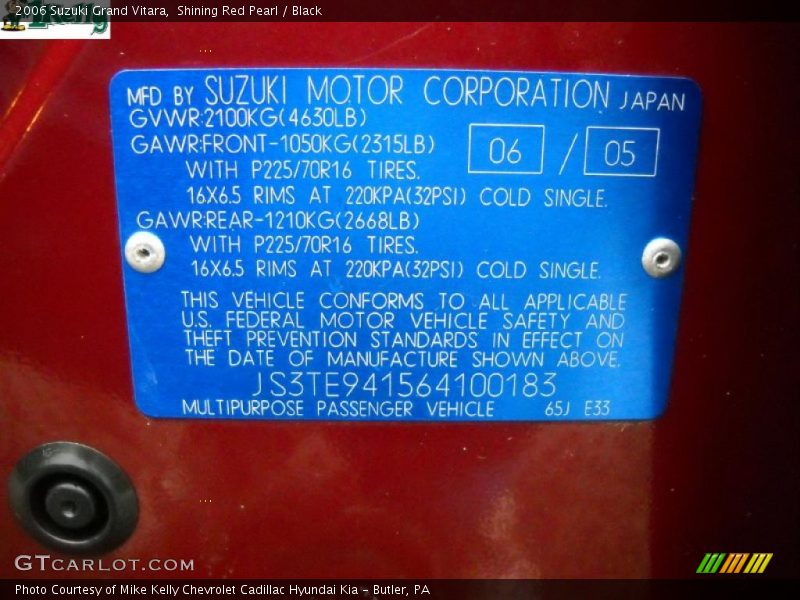 2006 Suzuki Grand Vitara,  Shining Red Pearl / Black
Kelly
MFD BY SUZUKI MOTOR CORPORATION JAPAN
GVWR:2100KG(4630LB)
GAWR:FRONT-1050KG(2315LB)
06 / 05
WITH P225/70R16 TIRES.
16X6.5 RIMS AT 220KPA(32PSI) COLD SINGLE.
GAWR:REAR-1210KG(2668LB)
WITH P225/70R16 TIRES.
16X6.5 RIMS AT 220KPA(32PSI) COLD SINGLE.
THIS VEHICLE CONFORMS TO ALL APPLICABLE
U.S. FEDERAL MOTOR VEHICLE SAFETY AND
THEFT PREVENTION STANDARDS IN EFFECT ON
THE DATE OF MANUFACTURE SHOWN ABOVE.
JS3TE941564100183
MULTIPURPOSE PASSENGER VEHICLE 65J E33
GTCARLOT.COM
Photo Courtesy of Mike Kelly Chevrolet Cadillac Hyundai Kia - Butler, PA